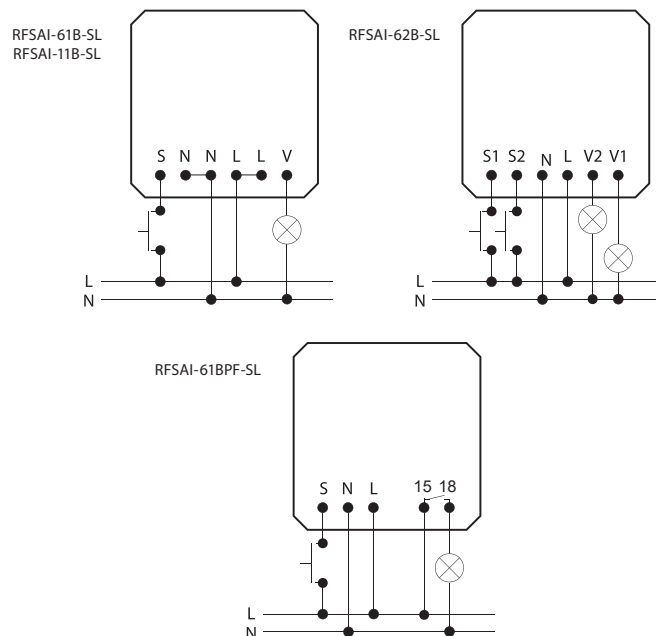 RFSAI-61B-SL
RFSAI-11B-SL
S N N L L V
L
N
RFSAI-62B-SL
S1 S2 N L V2 V1
L
N
RFSAI-61BPF-SL
S N L 15 18
L
N